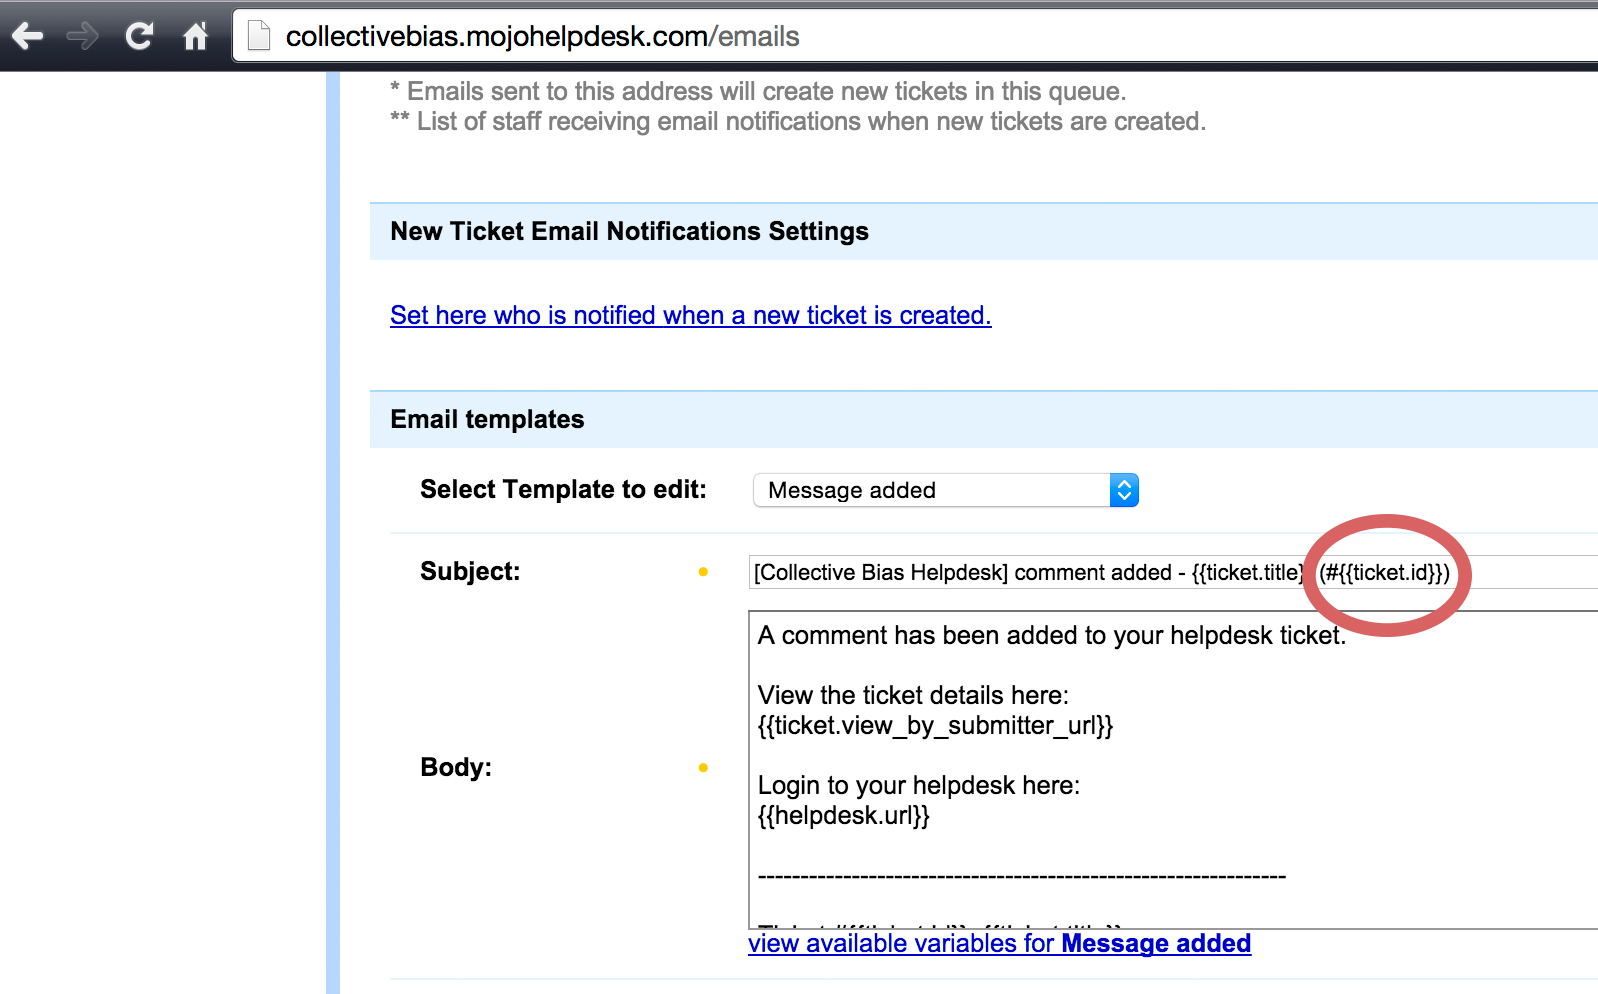 collectivebias.mojohelpdesk.com/emails
* Emails sent to this address will create new tickets in this queue.
** List of staff receiving email notifications when new tickets are created.
New Ticket Email Notifications Settings
Set here who is notified when a new ticket is created.
Email templates
Select Template to edit: Message added
Subject: [Collective Bias Helpdesk] comment added - {{ticket.title} (#{{ticket.id}})
A comment has been added to your helpdesk ticket.
View the ticket details here:
{{ticket.view_by_submitter_url}}
Body:
Login to your helpdesk here:
{{helpdesk.url}}
--------------------------------------------------------------
view available variables for Message added